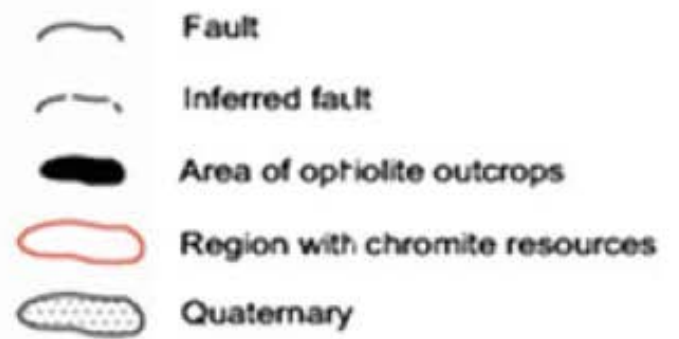 Fault
Inferred fault
Area of ophiolite outcrops
Region with chromite resources
Quaternary